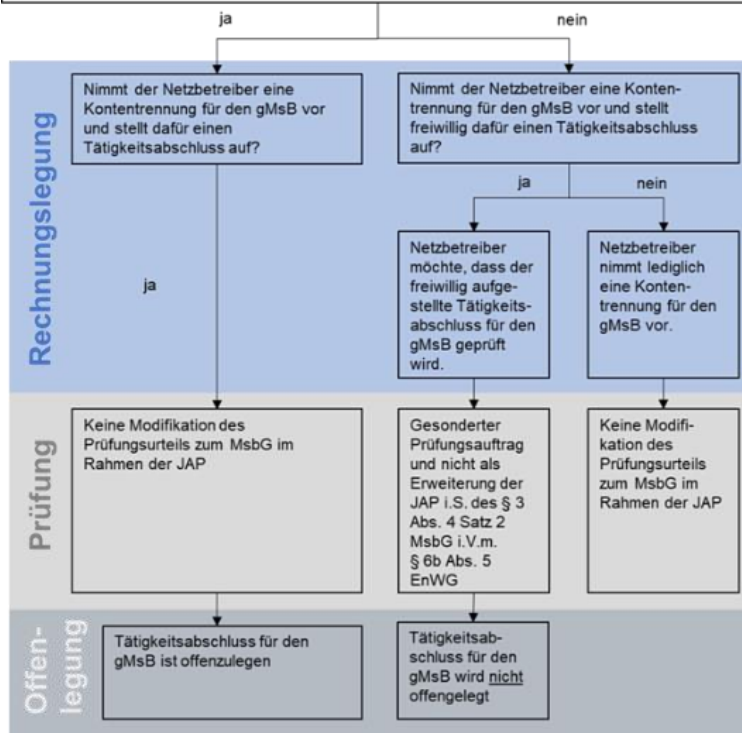 ja
nein
Rechnungslegung
Nimmt der Netzbetreiber eine
Kontentrennung für den gMsB vor
und stellt dafür einen
Tätigkeitsabschluss auf?
Nimmt der Netzbetreiber eine Konten-
trennung für den gMsB vor und stellt
freiwillig dafür einen Tätigkeitsabschluss
auf?
ja
nein
ja
Netzbetreiber
möchte, dass der
freiwillig aufge-
stellte Tätigkeits-
abschluss für den
gMsB geprüft
wird.
Netzbetreiber
nimmt lediglich
eine Konten-
trennung für den
gMsB vor.
Prüfung
Keine Modifikation des
Prüfungsurteils zum MsbG im
Rahmen der JAP
Gesonderter
Prüfungsauftrag
und nicht als
Erweiterung der
JAP i.S. des § 3
Abs. 4 Satz 2
MsbG i.V.m.
§ 6b Abs. 5
EnWG
Keine Modifi-
kation des
Prüfungsurteils
zum MsbG im
Rahmen der JAP
Offen-
legung
Tätigkeitsabschluss für den
gMsB ist offenzulegen
Tätigkeitsab-
schluss für den
gMsB wird nicht
offengelegt